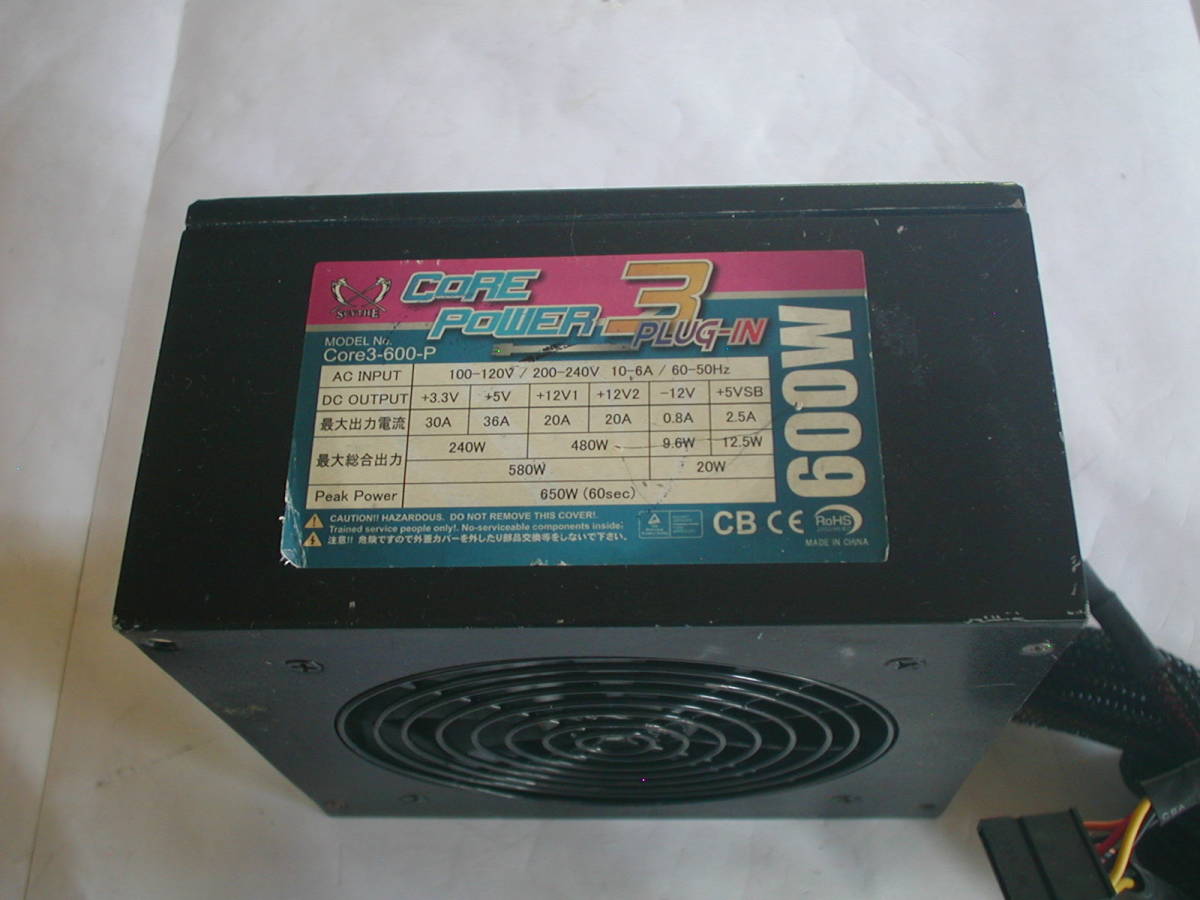 SCYTHE
CORE
POWER 3
PLUG-IN
MODEL No.
Core3-600-P
600W
AC INPUT 100-120V / 200-240V 10-6A / 60-50Hz
DC OUTPUT +3.3V +5V +12V1 +12V2 -12V +5VSB
最大出力電流 30A 36A 20A 20A 0.8A 2.5A
最大総合出力 240W 480W 9.6W 12.5W
580W 20W
Peak Power 650W (60sec)
CAUTION!! HAZARDOUS. DO NOT REMOVE THIS COVER!.
Trained service people only!. No-serviceable components inside;
注意!! 危険ですので外蓋カバーを外したり部品交換等をしないで下さい。
CB CE RoHS
MADE IN CHINA